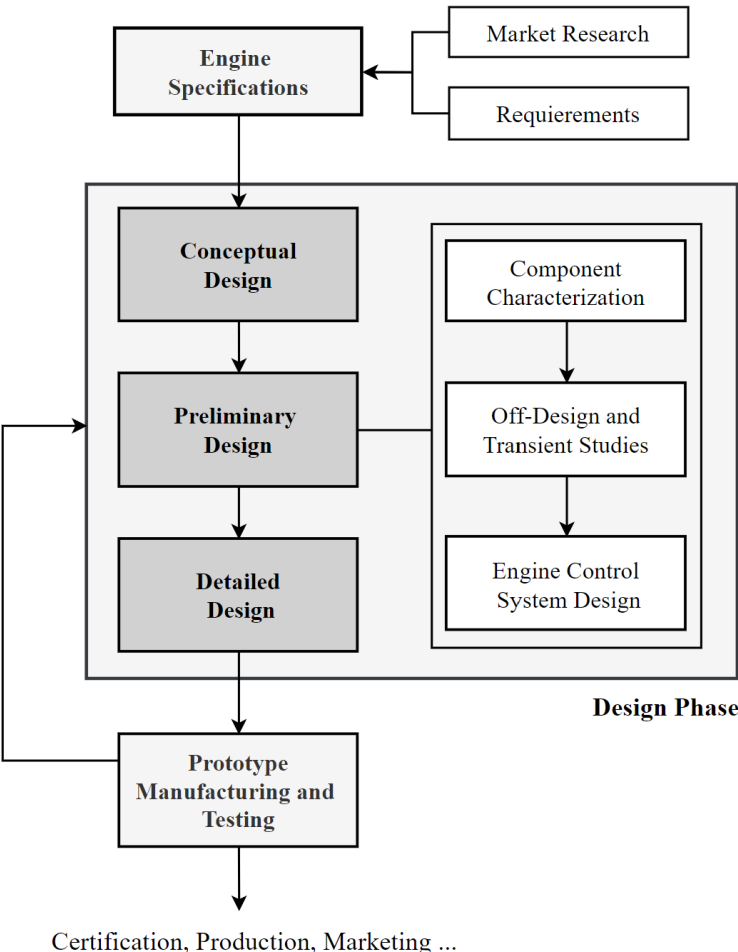 Market Research
Engine
Specifications
Requierements
Conceptual
Design
Component
Characterization
Preliminary
Design
Off-Design and
Transient Studies
Detailed
Design
Engine Control
System Design
Design Phase
Prototype
Manufacturing and
Testing
Certification, Production, Marketing ...